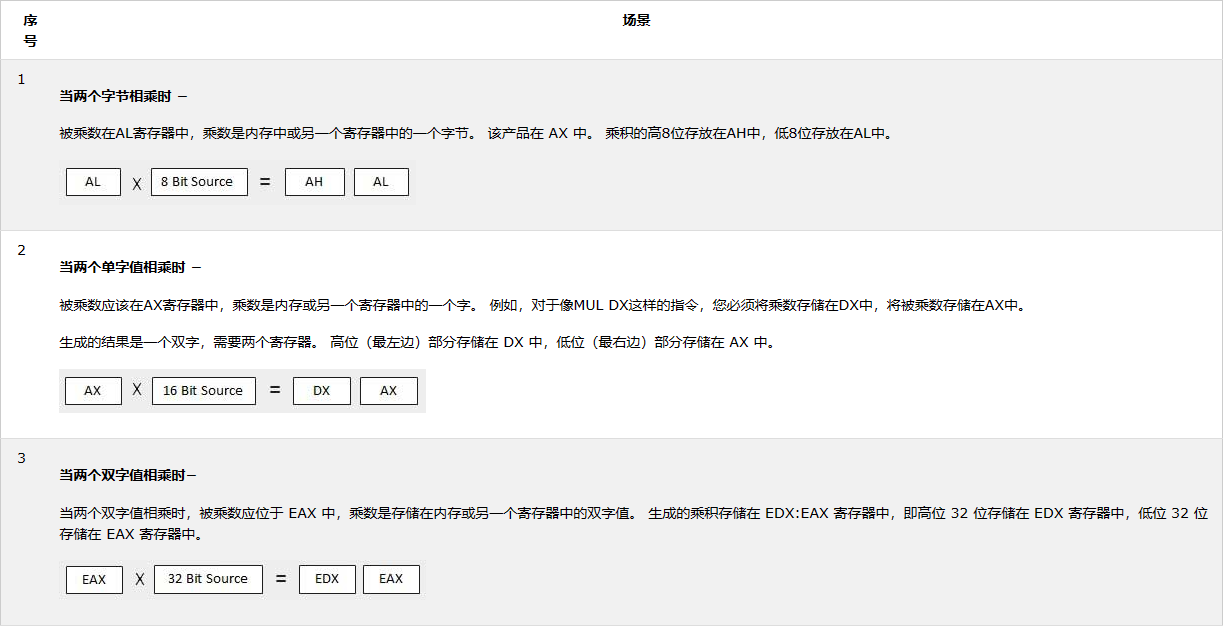 序号
场景
1
当两个字节相乘时 −
被乘数在AL寄存器中，乘数是内存中或另一个寄存器中的一个字节。 该产品在 AX 中。 乘积的高8位存放在AH中，低8位存放在AL中。
AL X 8 Bit Source = AH AL
2
当两个单字值相乘时 −
被乘数应该在AX寄存器中，乘数是内存或另一个寄存器中的一个字。 例如，对于像MUL DX这样的指令，您必须将乘数存储在DX中，将被乘数存储在AX中。
生成的结果是一个双字，需要两个寄存器。 高位（最左边）部分存储在 DX 中，低位（最右边）部分存储在 AX 中。
AX X 16 Bit Source = DX AX
3
当两个双字值相乘时−
当两个双字值相乘时，被乘数应位于 EAX 中，乘数是存储在内存或另一个寄存器中的双字值。 生成的乘积存储在 EDX:EAX 寄存器中，即高位 32 位存储在 EDX 寄存器中，低位 32 位
存储在 EAX 寄存器中。
EAX X 32 Bit Source = EDX EAX